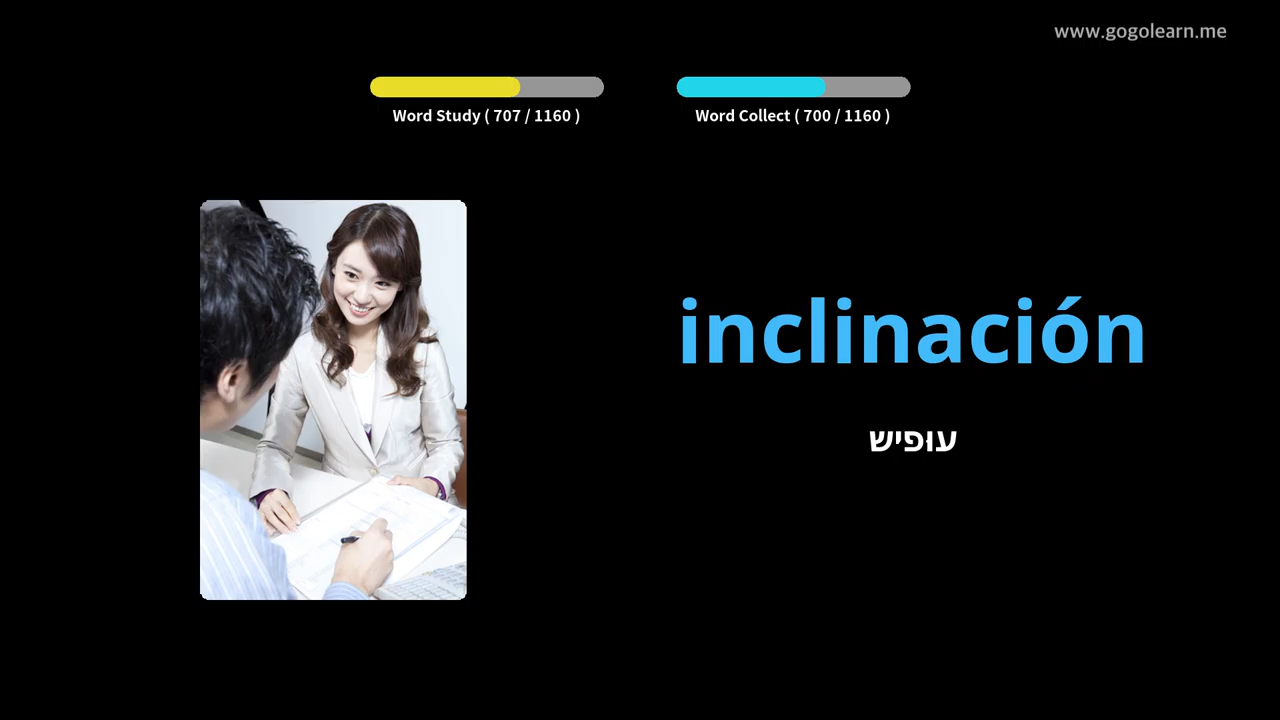 www.gogolearn.me
Word Study ( 707 / 1160 )
Word Collect ( 700 / 1160 )
inclinación
עופיש